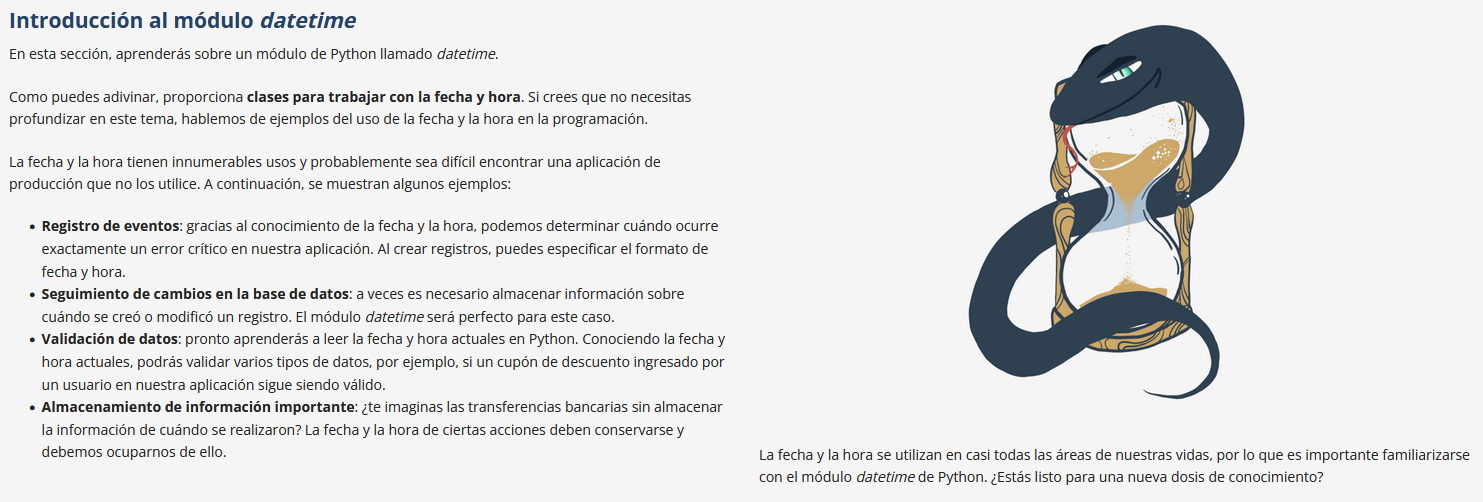 Introducción al módulo datetime
En esta sección, aprenderás sobre un módulo de Python llamado datetime.
Como puedes adivinar, proporciona clases para trabajar con la fecha y hora. Si crees que no necesitas
profundizar en este tema, hablemos de ejemplos del uso de la fecha y la hora en la programación.
La fecha y la hora tienen innumerables usos y probablemente sea difícil encontrar una aplicación de
producción que no los utilice. A continuación, se muestran algunos ejemplos:
• Registro de eventos: gracias al conocimiento de la fecha y la hora, podemos determinar cuándo ocurre
exactamente un error crítico en nuestra aplicación. Al crear registros, puedes especificar el formato de
fecha y hora.
• Seguimiento de cambios en la base de datos: a veces es necesario almacenar información sobre
cuándo se creó o modificó un registro. El módulo datetime será perfecto para este caso.
• Validación de datos: pronto aprenderás a leer la fecha y hora actuales en Python. Conociendo la fecha y
hora actuales, podrás validar varios tipos de datos, por ejemplo, si un cupón de descuento ingresado por
un usuario en nuestra aplicación sigue siendo válido.
• Almacenamiento de información importante: ¿te imaginas las transferencias bancarias sin almacenar
la información de cuándo se realizaron? La fecha y la hora de ciertas acciones deben conservarse y
debemos ocuparnos de ello.
La fecha y la hora se utilizan en casi todas las áreas de nuestras vidas, por lo que es importante familiarizarse
con el módulo datetime de Python. ¿Estás listo para una nueva dosis de conocimiento?